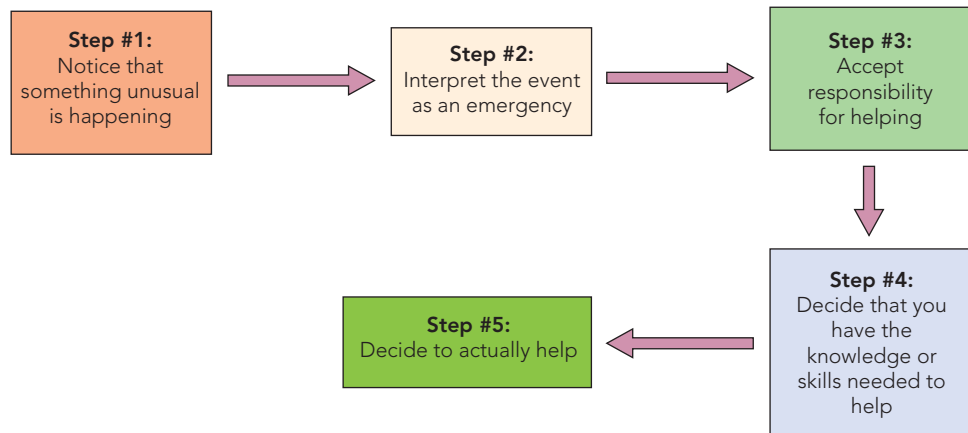 Step #1:
Notice that
something unusual
is happening
Step #2:
Interpret the event
as an emergency
Step #3:
Accept
responsibility
for helping
Step #4:
Decide that you
have the
knowledge or
skills needed to
help
Step #5:
Decide to actually help